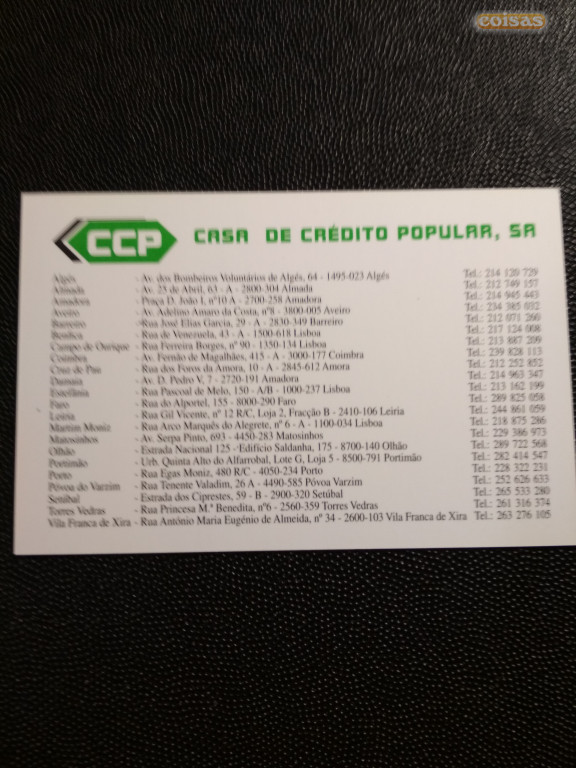 coisas
CCP
CASA DE CRÉDITO POPULAR, SA
Algés - Av. dos Bombeiros Voluntários de Algés, 64 - 1495-023 Algés Tel.: 214 120 729
Almada - Av. 25 de Abril, 63 - A - 2800-304 Almada Tel.: 212 749 157
Amadora - Praça D. João I, nº10 A - 2700-258 Amadora Tel.: 214 945 443
Aveiro - Av. Adelino Amaro da Costa, nº8 - 3800-005 Aveiro Tel.: 234 385 692
Barreiro - Rua José Elias Garcia, 29 - A - 2830-349 Barreiro Tel.: 212 071 260
Benfica - Rua de Venezuela, 43 - A - 1500-618 Lisboa Tel.: 217 124 008
Campo de Ourique - Rua Ferreira Borges, nº 90 - 1350-134 Lisboa Tel.: 213 887 209
Coimbra - Av. Fernão de Magalhães, 415 - A - 3000-177 Coimbra Tel.: 239 828 113
Cruz de Pau - Rua dos Foros da Amora, 10 - A - 2845-612 Amora Tel.: 212 252 852
Damaia - Av. D. Pedro V, 7 - 2720-191 Amadora Tel.: 214 963 347
Estefânia - Rua Pascoal de Melo, 150 - A/B - 1000-237 Lisboa Tel.: 213 162 199
Faro - Rua do Alportel, 155 - 8000-290 Faro Tel.: 289 825 058
Leiria - Rua Gil Vicente, nº 12 R/C, Loja 2, Fracção B - 2410-106 Leiria Tel.: 244 861 059
Martim Moniz - Rua Arco Marquês do Alegrete, nº 6 - A - 1100-034 Lisboa Tel.: 218 875 286
Matosinhos - Av. Serpa Pinto, 693 - 4450-283 Matosinhos Tel.: 229 386 973
Olhão - Estrada Nacional 125 - Edifício Saldanha, 175 - 8700-140 Olhão Tel.: 289 722 568
Portimão - Urb. Quinta Alto do Alfarrobal, Lote G, Loja 5 - 8500-791 Portimão Tel.: 282 414 547
Porto - Rua Egas Moniz, 480 R/C - 4050-234 Porto Tel.: 228 322 231
Póvoa do Varzim - Rua Tenente Valadim, 26 A - 4490-585 Póvoa Varzim Tel.: 252 626 633
Setúbal - Estrada dos Ciprestes, 59 - B - 2900-320 Setúbal Tel.: 265 533 280
Torres Vedras - Rua Princesa M.ª Benedita, nº6 - 2560-359 Torres Vedras Tel.: 261 316 374
Vila Franca de Xira - Rua António Maria Eugénio de Almeida, nº 34 - 2600-103 Vila Franca de Xira Tel.: 263 276 105